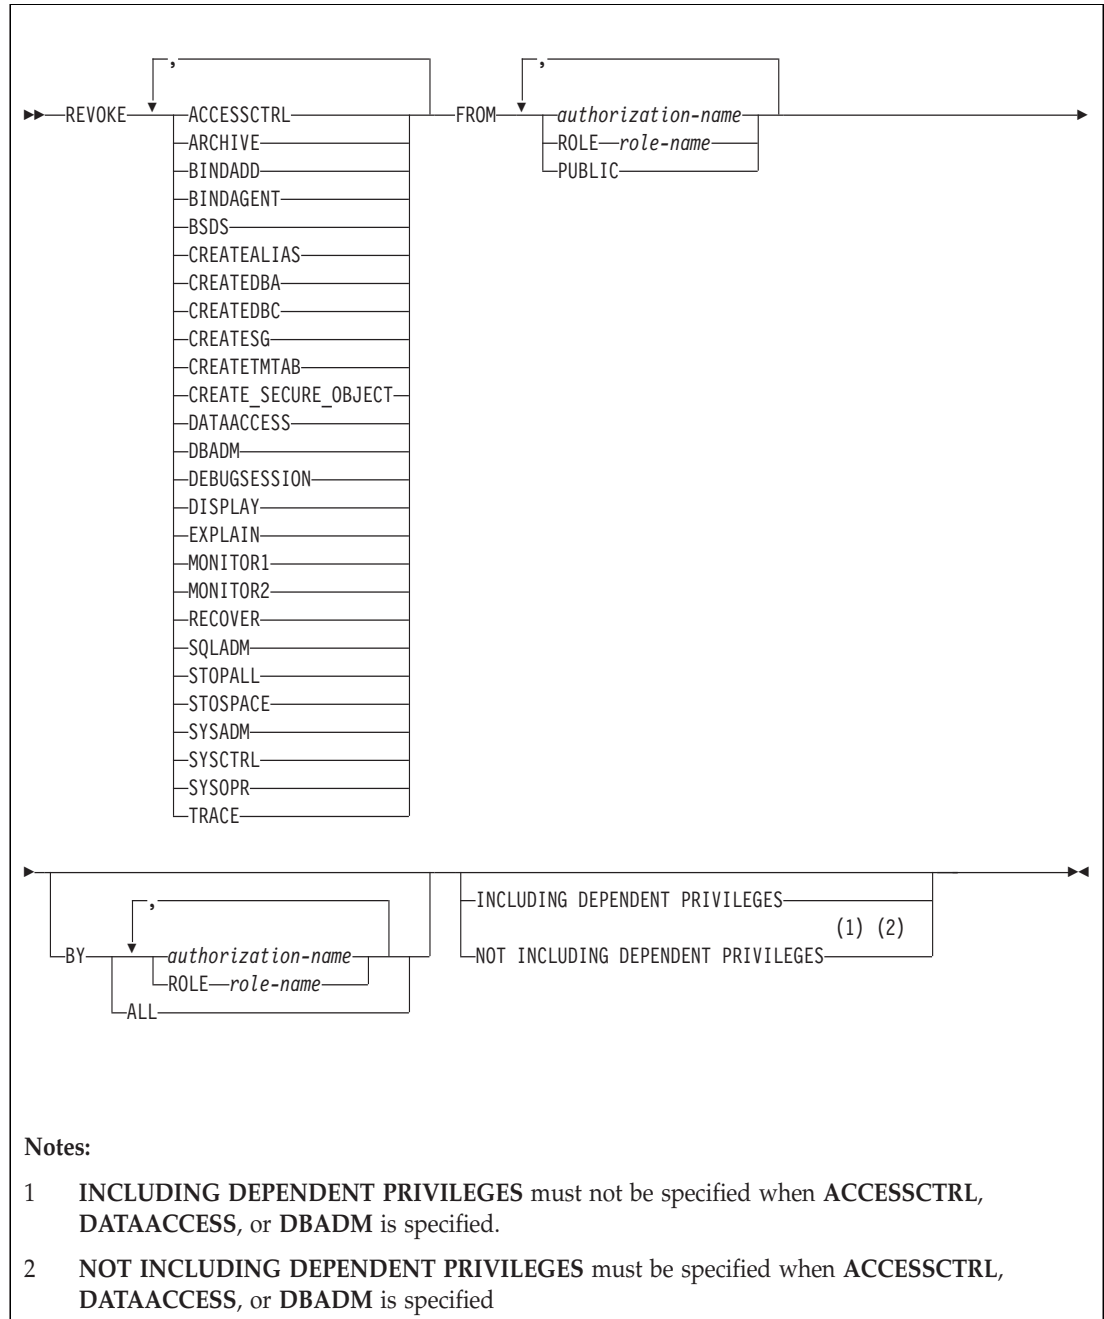 , ,
REVOKE ACCESSCTRL FROM authorization-name
ARCHIVE ROLE role-name
BINDADD PUBLIC
BINDAGENT
BSDS
CREATEALIAS
CREATEDBA
CREATEDBC
CREATESG
CREATETMTAB
CREATE_SECURE_OBJECT
DATAACCESS
DBADM
DEBUGSESSION
DISPLAY
EXPLAIN
MONITOR1
MONITOR2
RECOVER
SQLADM
STOPALL
STOSPACE
SYSADM
SYSCTRL
SYSOPR
TRACE
, INCLUDING DEPENDENT PRIVILEGES
(1) (2)
BY authorization-name NOT INCLUDING DEPENDENT PRIVILEGES
ROLE role-name
ALL
Notes:
1 INCLUDING DEPENDENT PRIVILEGES must not be specified when ACCESSCTRL,
DATAACCESS, or DBADM is specified.
2 NOT INCLUDING DEPENDENT PRIVILEGES must be specified when ACCESSCTRL,
DATAACCESS, or DBADM is specified